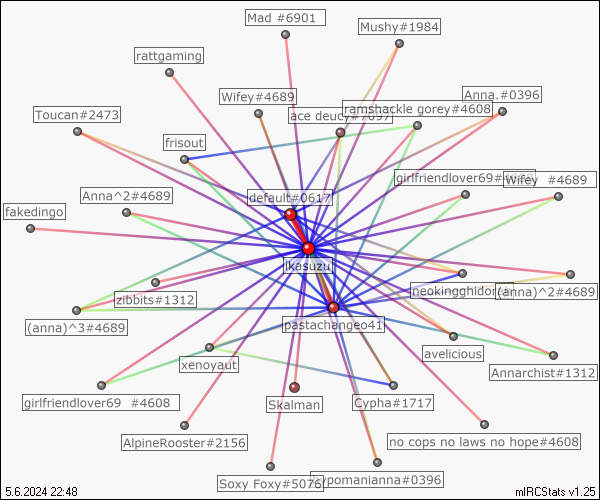 Mad #6901
Mushy#1984
rattgaming
Wifey#4689
Anna.#0396
ramshackle gorey#4608
ace deucy#7097
Toucan#2473
frisout
girlfriendlover69#
Wifey  #4689
Anna^2#4689
default#0617
fakedingo
ikasuzu
neokingghidorah
(anna)^2#4689
zibbits#1312
(anna)^3#4689
pastachangeo41
xenoyaut
avelicious
Annarchist#1312
girlfriendlover69  #4608
Skalman
Cypha#1717
AlpineRooster#2156
no cops no laws no hope#4608
Soxy Foxy#5076
hypomanianna#0396
5.6.2024 22:48
mIRCStats v1.25